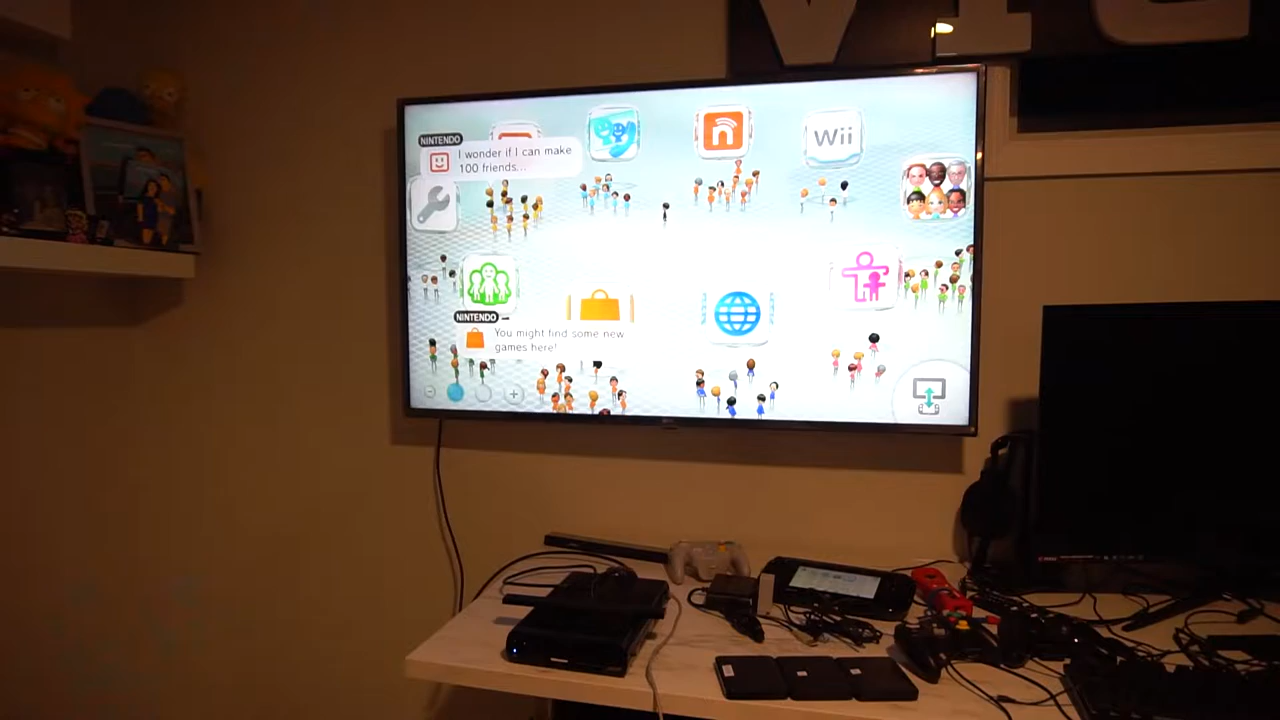 NINTENDO
I wonder if I can make
100 friends...
n
Wii
NINTENDO
You might find some new
games here!